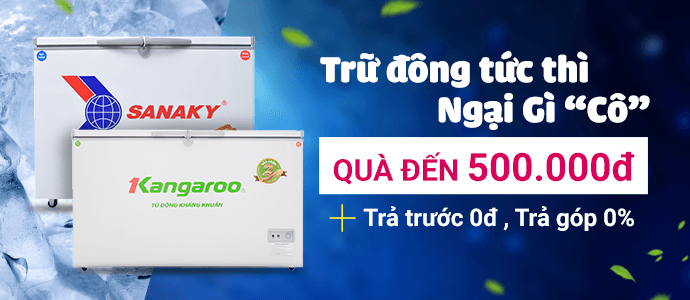 Trữ đông tức thì
Ngại Gì “Cô”
QUÀ ĐẾN 500.000đ
+ Trả trước 0đ , Trả góp 0%
SANAKY®
Kangaroo®
TỦ ĐÔNG KHÁNG KHUẨN